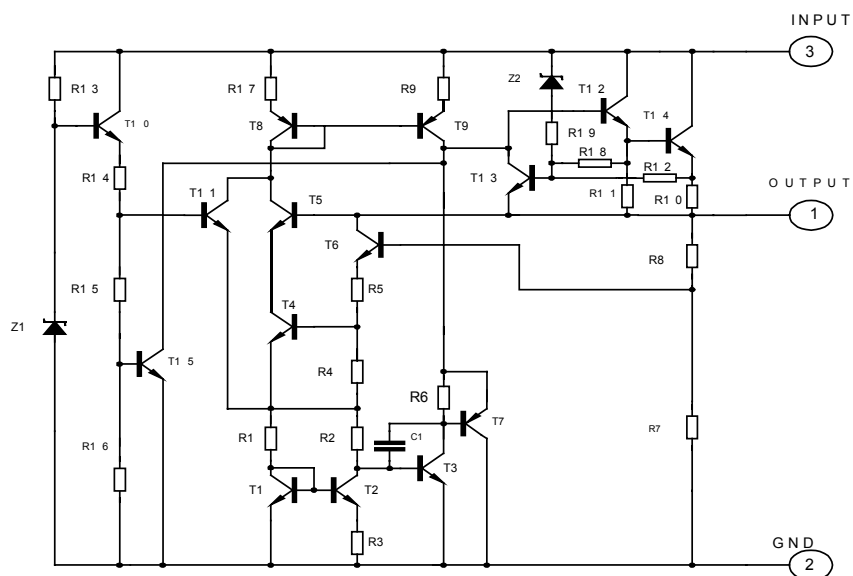 INPUT
3
R13
R17
R9
Z2
T12
T10
T8
T9
T14
R19
R18
R14
T13
R12
R11
R10
OUTPUT
1
T11
T5
T6
R8
R15
R5
Z1
T4
T15
R4
R6
T7
R7
R16
R1
R2
C1
T3
T1
T2
R3
GND
2